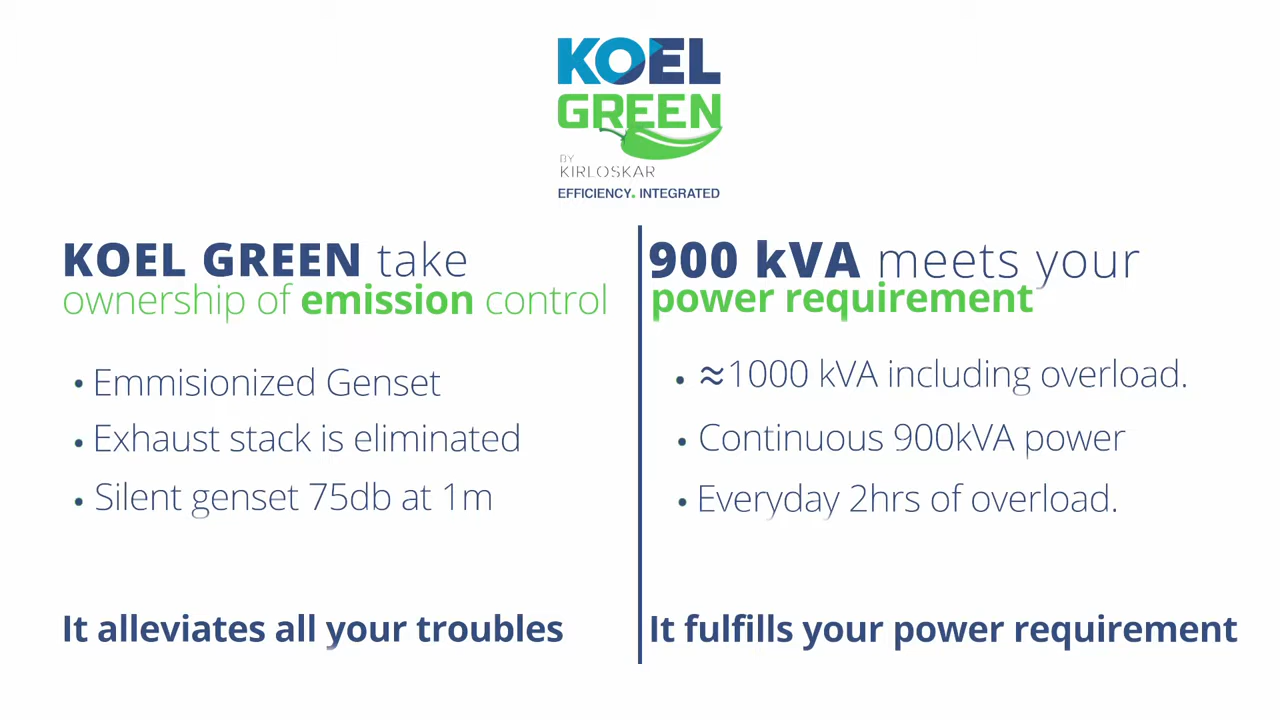 KOEL
GREEN
BY
KIRLOSKAR
EFFICIENCY. INTEGRATED
KOEL GREEN take
ownership of emission control
• Emmisionized Genset
• Exhaust stack is eliminated
• Silent genset 75db at 1m
It alleviates all your troubles
900 kVA meets your
power requirement
• ≈1000 kVA including overload.
• Continuous 900kVA power
• Everyday 2hrs of overload.
It fulfills your power requirement